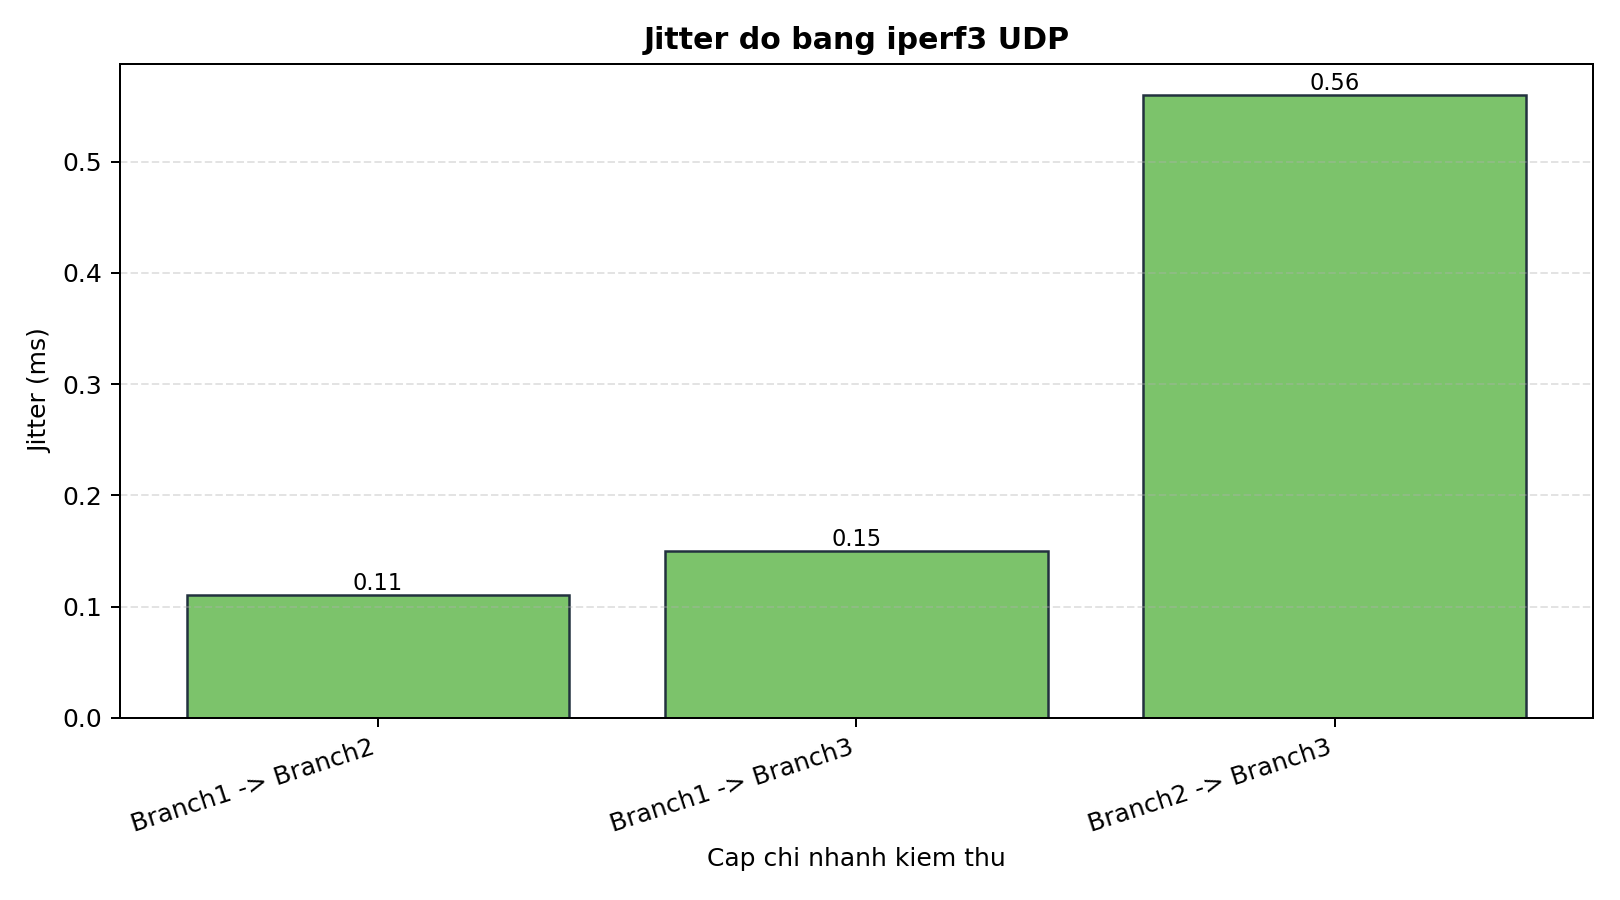 Jitter do bang iperf3 UDP
Jitter (ms)
0.5
0.4
0.3
0.2
0.1
0.0
0.11
0.15
0.56
Branch1 -> Branch2
Branch1 -> Branch3
Branch2 -> Branch3
Cap chi nhanh kiem thu